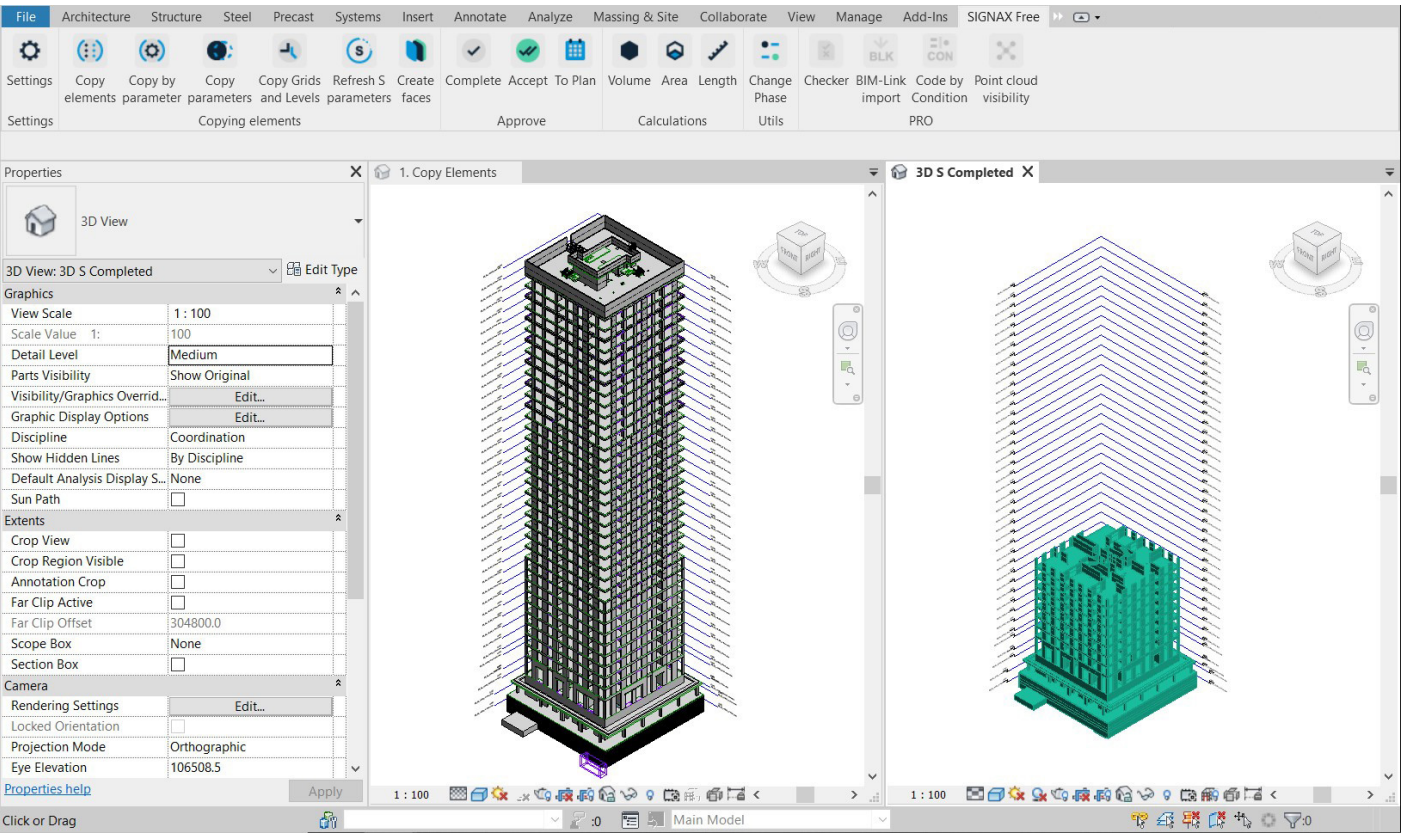 File Architecture Structure Steel Precast Systems Insert Annotate Analyze Massing & Site Collaborate View Manage Add-Ins SIGNAX Free
S BLK CON
Settings Copy Copy by Copy Copy Grids Refresh S Create Complete Accept To Plan Volume Area Length Change Checker BIM-Link Code by Point cloud
elements parameter parameters and Levels parameters faces Phase import Condition visibility
Settings Copying elements Approve Calculations Utils PRO
Properties X 1. Copy Elements 3D S Completed X
3D View
3D View: 3D S Completed Edit Type
Graphics
View Scale 1 : 100
Scale Value 1: 100
Detail Level Medium
Parts Visibility Show Original
Visibility/Graphics Overrid... Edit...
Graphic Display Options Edit...
Discipline Coordination
Show Hidden Lines By Discipline
Default Analysis Display S... None
Sun Path
Extents
Crop View
Crop Region Visible
Annotation Crop
Far Clip Active
Far Clip Offset 304800.0
Scope Box None
Section Box
Camera
Rendering Settings Edit...
Locked Orientation
Projection Mode Orthographic
Eye Elevation 106508.5
Properties help Apply
TOP FRONT RIGHT W S
TOP FRONT RIGHT W S
1 : 100 1 : 100
Click or Drag :0 Main Model :0